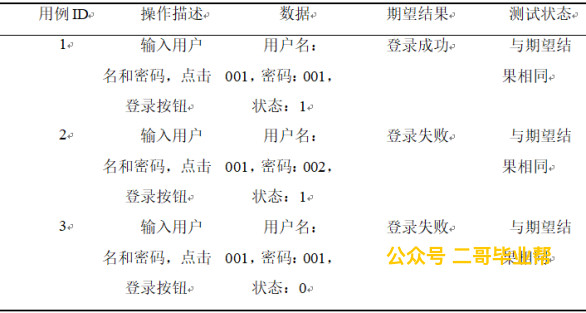 用例 ID 操作描述 数据 期望结果 测试状态
1 输入用户 用户名： 登录成功 与期望结
名和密码，点击 001，密码：001， 果相同
登录按钮 状态：1
2 输入用户 用户名： 登录失败 与期望结
名和密码，点击 001，密码：002， 果相同
登录按钮 状态：1
3 输入用户 用户名： 登录失败 与期望结
名和密码，点击 001，密码：001， 果相同
公众号 二哥毕业帮
登录按钮 状态：0